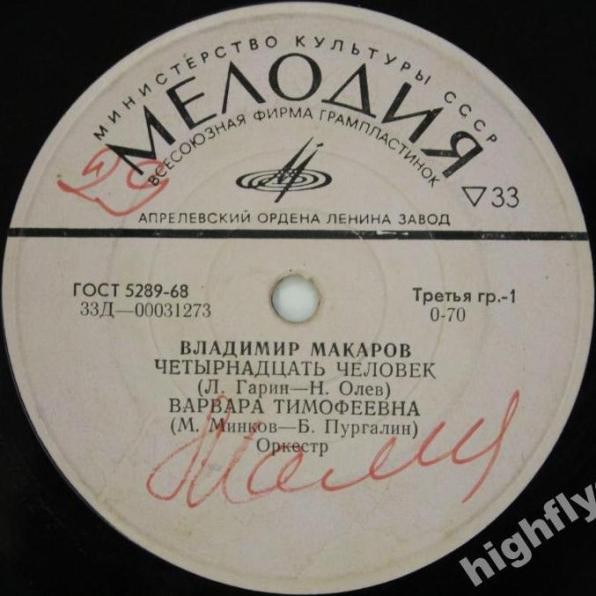 МИНИСТЕРСТВО КУЛЬТУРЫ СССР
МЕЛОДИЯ
ВСЕСОЮЗНАЯ ФИРМА ГРАМПЛАСТИНОК
▽33
АПРЕЛЕВСКИЙ ОРДЕНА ЛЕНИНА ЗАВОД
ГОСТ 5289-68
33Д—00031273
Третья гр.-1
0-70
ВЛАДИМИР МАКАРОВ
ЧЕТЫРНАДЦАТЬ ЧЕЛОВЕК
(Л. Гарин—Н. Олев)
ВАРВАРА ТИМОФЕЕВНА
(М. Минков—Б. Пургалин)
Оркестр
highfly